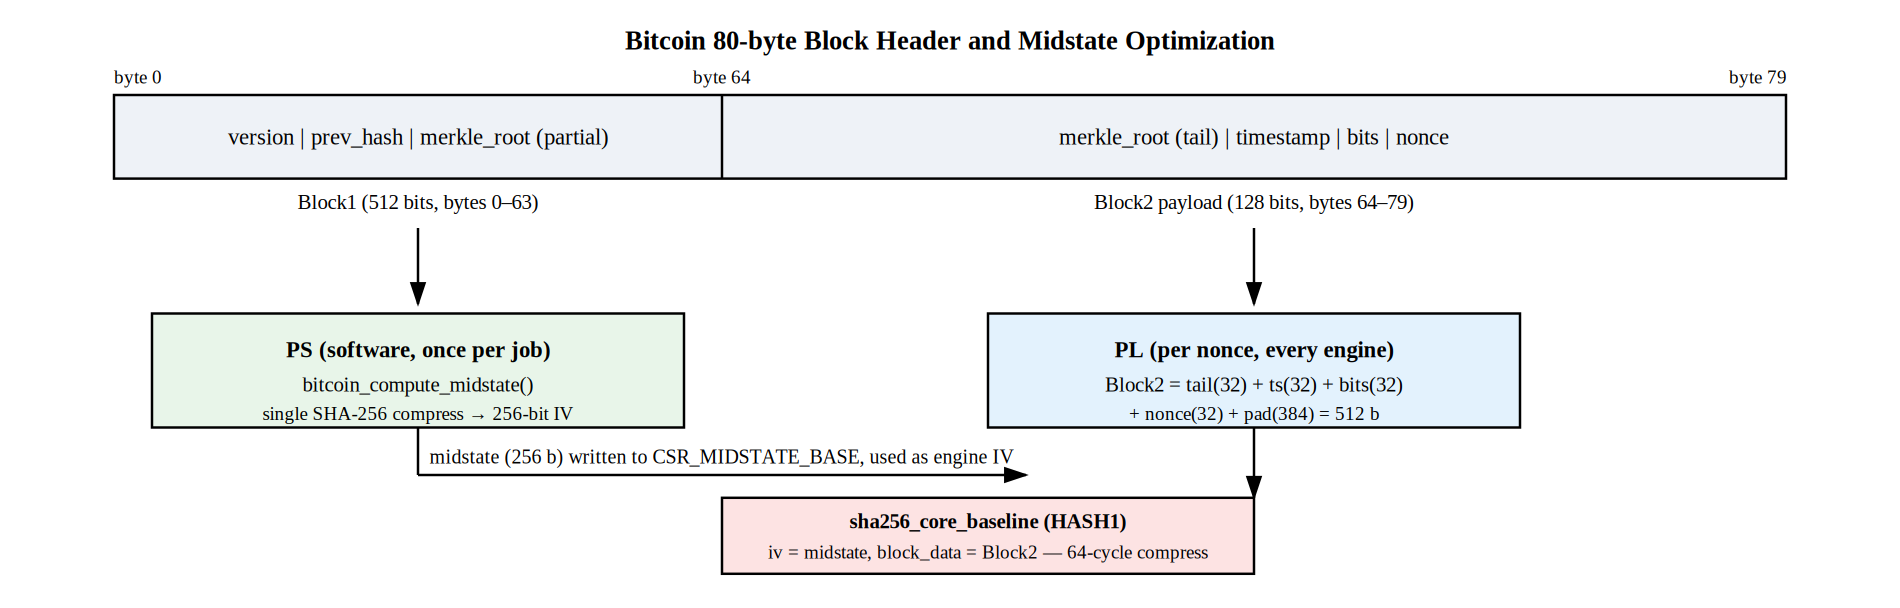 Bitcoin 80-byte Block Header and Midstate Optimization
byte 0
byte 64
byte 79
version | prev_hash | merkle_root (partial)
merkle_root (tail) | timestamp | bits | nonce
Block1 (512 bits, bytes 0–63)
Block2 payload (128 bits, bytes 64–79)
PS (software, once per job)
bitcoin_compute_midstate()
single SHA-256 compress → 256-bit IV
PL (per nonce, every engine)
Block2 = tail(32) + ts(32) + bits(32)
+ nonce(32) + pad(384) = 512 b
midstate (256 b) written to CSR_MIDSTATE_BASE, used as engine IV
sha256_core_baseline (HASH1)
iv = midstate, block_data = Block2 — 64-cycle compress